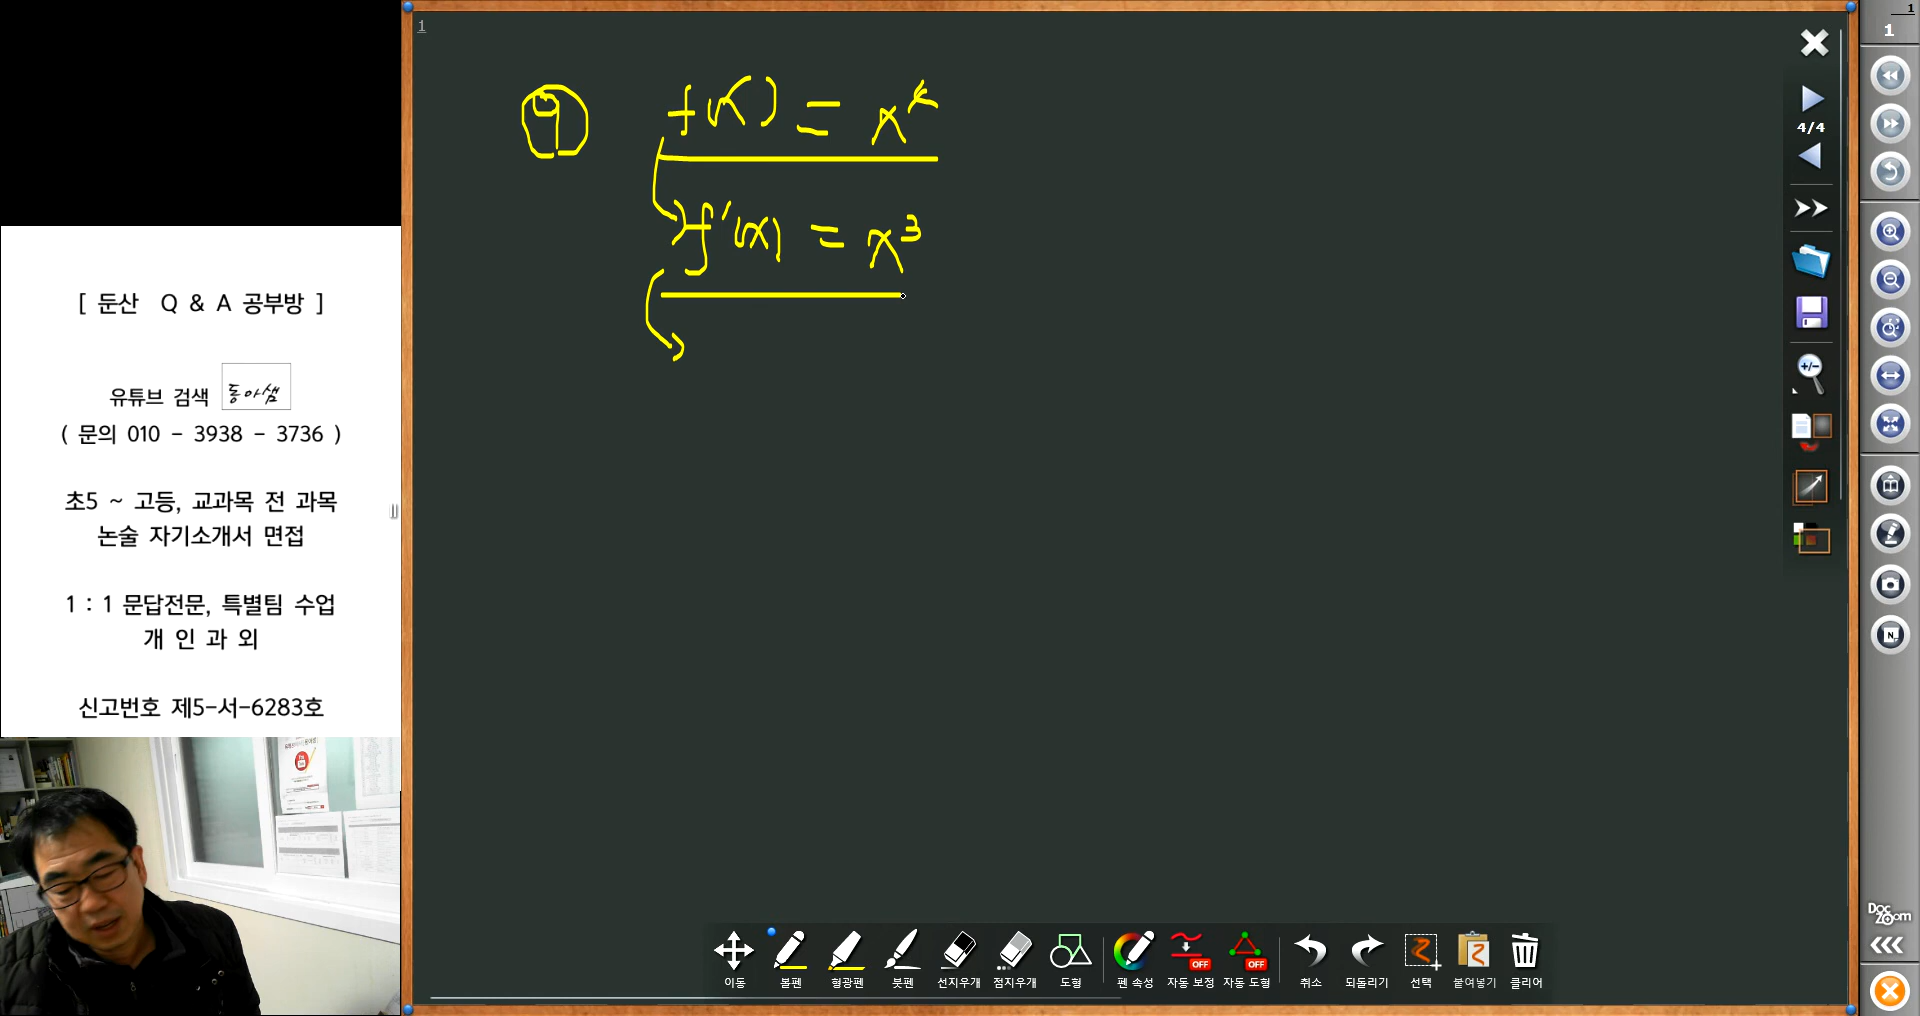 [ 둔산 Q & A 공부방 ]
유튜브 검색 동아샘
( 문의 010 - 3938 - 3736 )
초5 ~ 고등, 교과목 전 과목
논술 자기소개서 면접
1 : 1 문답전문, 특별팀 수업
개 인 과 외
신고번호 제5-서-6283호
1
⑨ f(x) = x
f'(x) = x³
4/4
1
1
이동 볼펜 형광펜 붓펜 선지우개 점지우개 도형 펜 속성 자동 보정 자동 도형 취소 되돌리기 선택 붙여넣기 클리어
OFF OFF
Doc Zoom